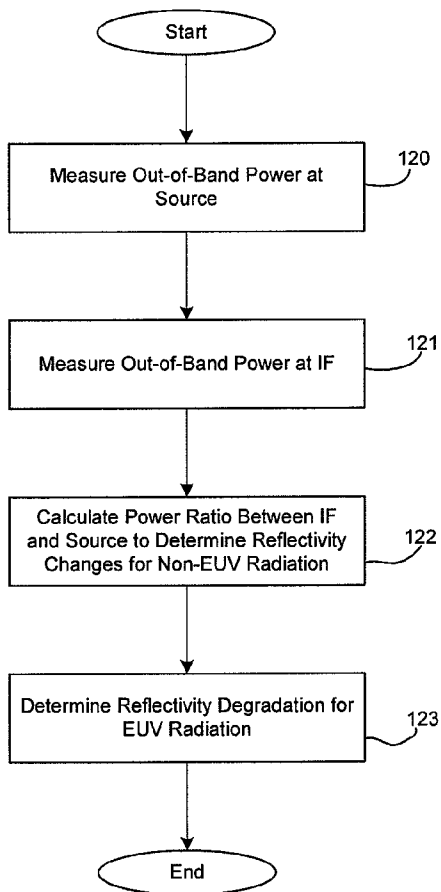 Start
Measure Out-of-Band Power at
Source
120
Measure Out-of-Band Power at IF
121
Calculate Power Ratio Between IF
and Source to Determine Reflectivity
Changes for Non-EUV Radiation
122
Determine Reflectivity Degradation for
EUV Radiation
123
End